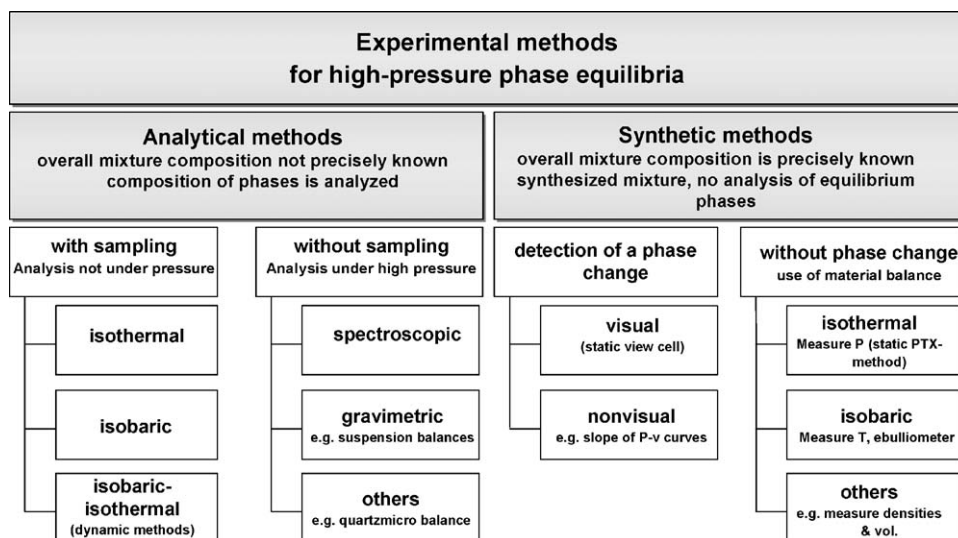 Experimental methods
for high-pressure phase equilibria
Analytical methods
overall mixture composition not precisely known
composition of phases is analyzed
Synthetic methods
overall mixture composition is precisely known
synthesized mixture, no analysis of equilibrium
phases
with sampling
Analysis not under pressure
isothermal
isobaric
isobaric-
isothermal
(dynamic methods)
without sampling
Analysis under high pressure
spectroscopic
gravimetric
e.g. suspension balances
others
e.g. quartzmicro balance
detection of a phase
change
visual
(static view cell)
nonvisual
e.g. slope of P-v curves
without phase change
use of material balance
isothermal
Measure P (static PTX-
method)
isobaric
Measure T, ebulliometer
others
e.g. measure densities
& vol.